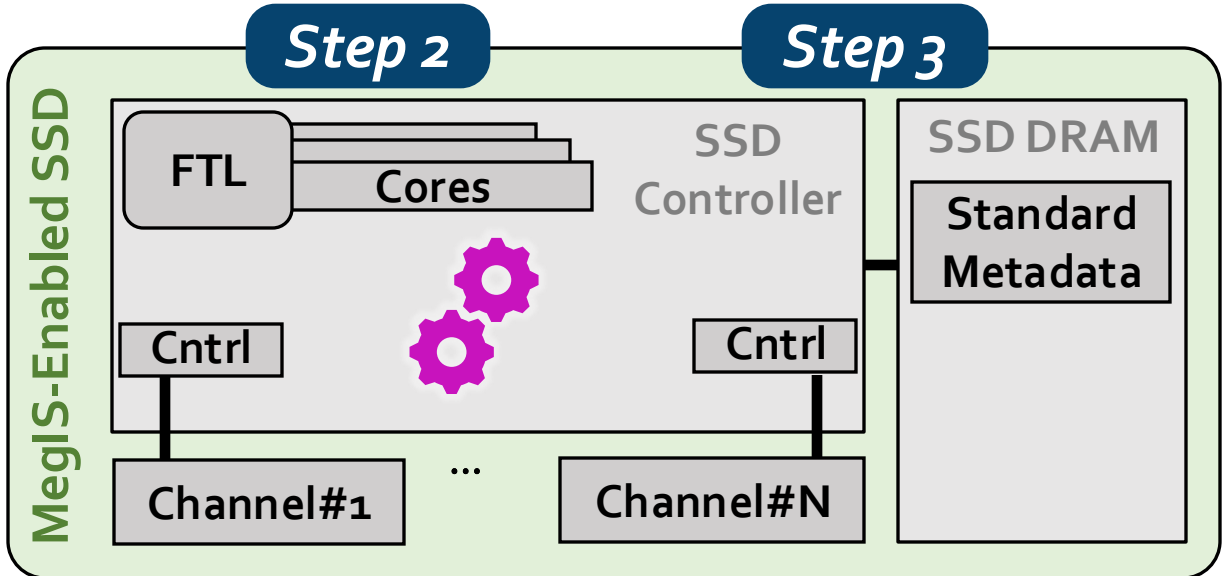 Step 2
Step 3
MegIS-Enabled SSD
FTL
Cores
SSD
Controller
SSD DRAM
Standard
Metadata
Cntrl
Cntrl
Channel#1
...
Channel#N